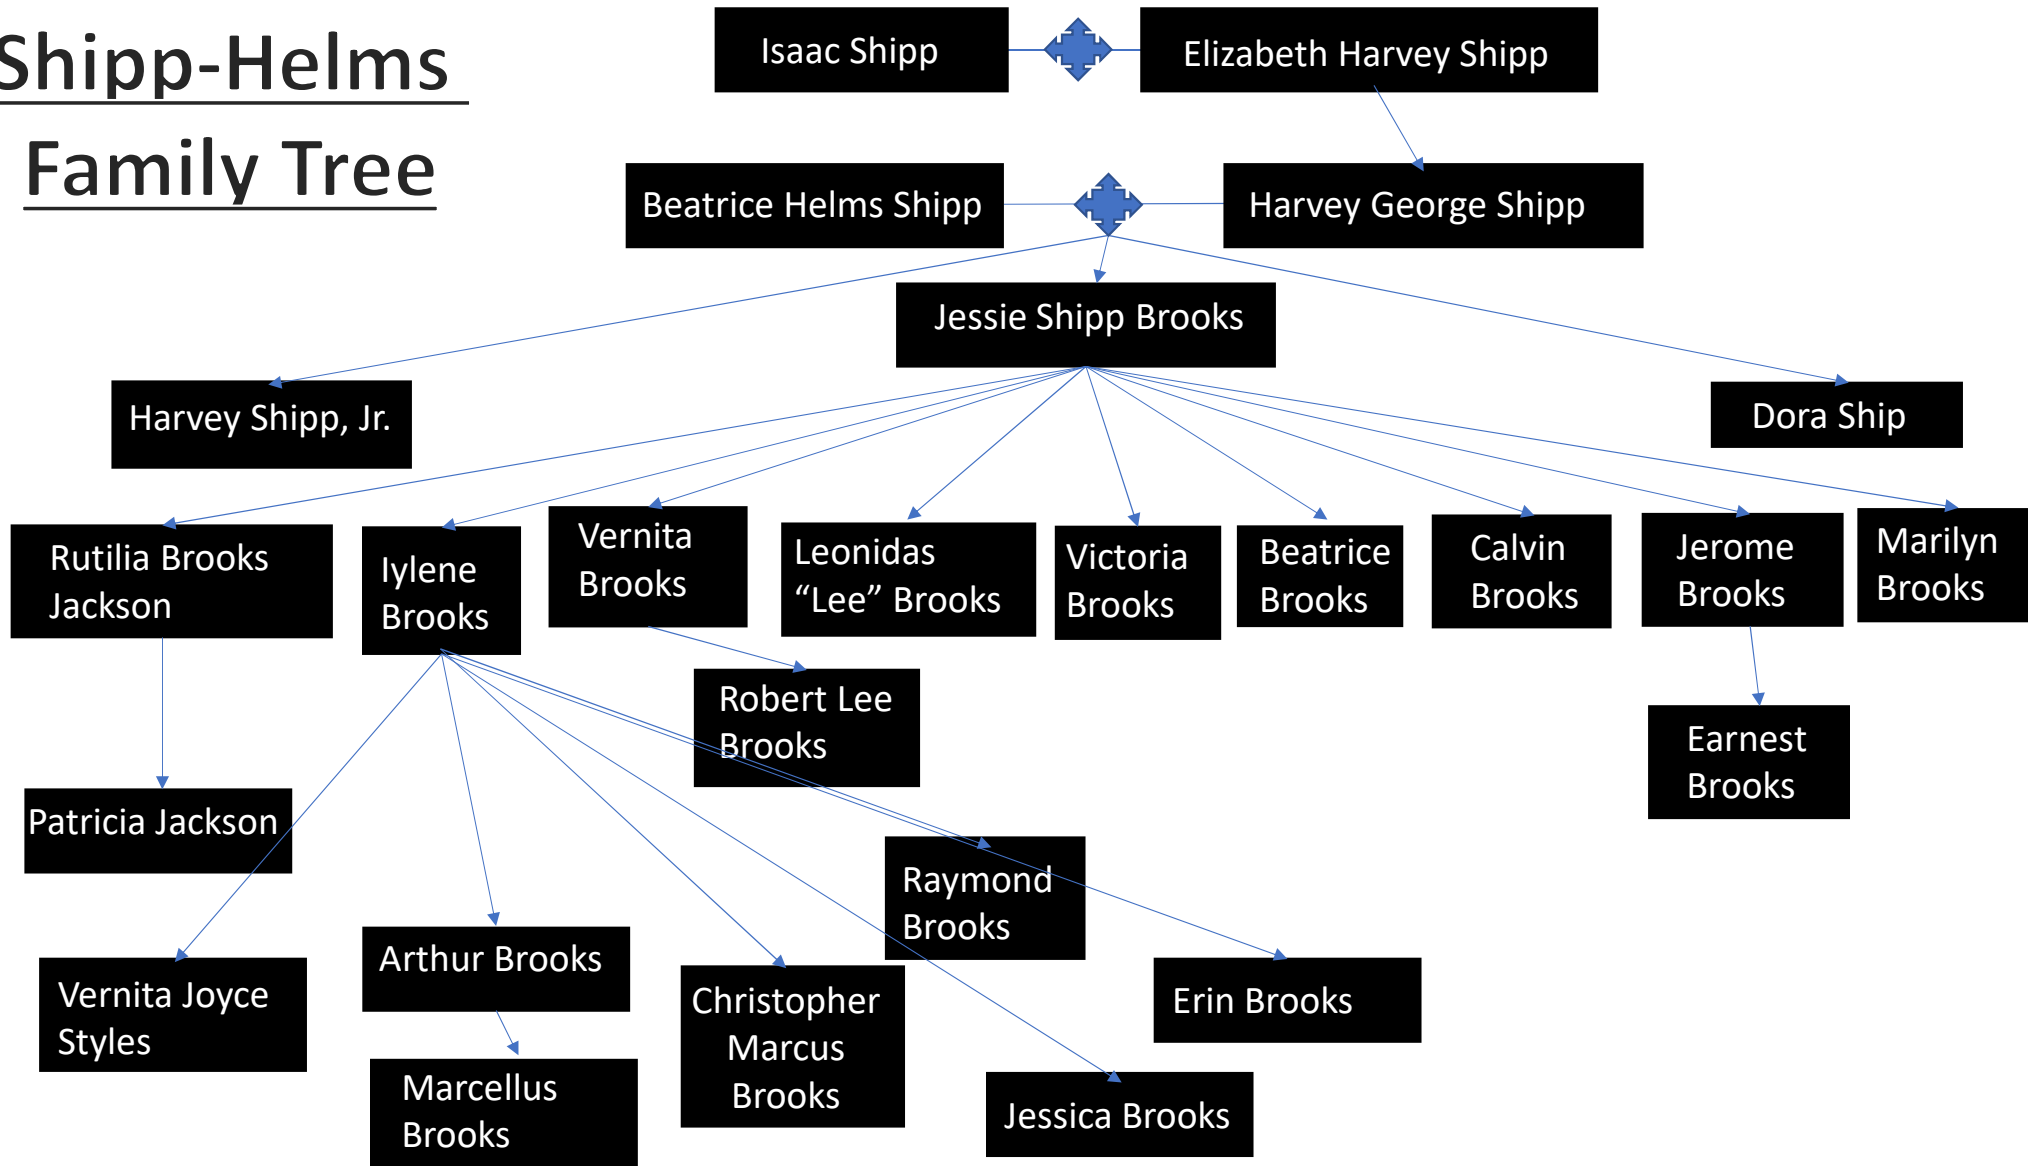 Shipp-Helms
Family Tree
Isaac Shipp
Elizabeth Harvey Shipp
Beatrice Helms Shipp
Harvey George Shipp
Jessie Shipp Brooks
Harvey Shipp, Jr.
Dora Ship
Rutilia Brooks
Jackson
Iylene
Brooks
Vernita
Brooks
Leonidas
“Lee” Brooks
Victoria
Brooks
Beatrice
Brooks
Calvin
Brooks
Jerome
Brooks
Marilyn
Brooks
Robert Lee
Brooks
Earnest
Brooks
Patricia Jackson
Raymond
Brooks
Vernita Joyce
Styles
Arthur Brooks
Christopher
Marcus
Brooks
Erin Brooks
Marcellus
Brooks
Jessica Brooks